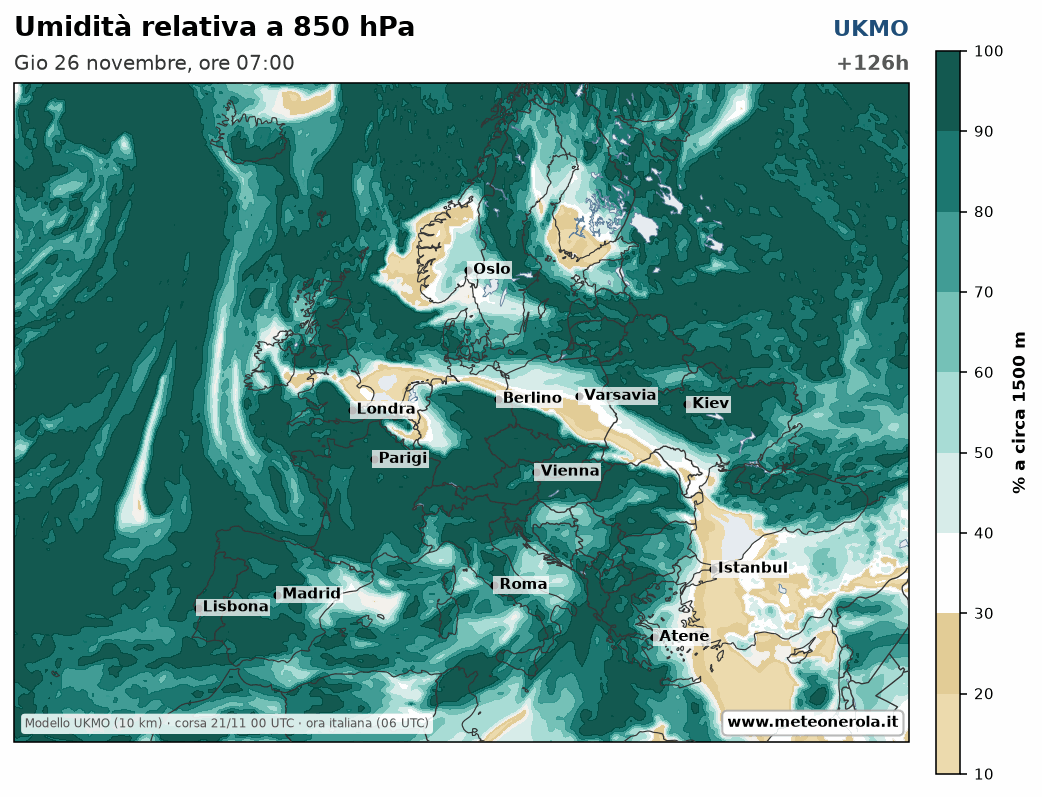 Umidità relativa a 850 hPa
UKMO
Gio 26 novembre, ore 07:00
+126h
100
90
80
70
60
50
40
30
20
10
% a circa 1500 m
Oslo
Berlino
Varsavia
Kiev
Londra
Parigi
Vienna
Istanbul
Roma
Madrid
Lisbona
Atene
Modello UKMO (10 km) · corsa 21/11 00 UTC · ora italiana (06 UTC)
www.meteonerola.it